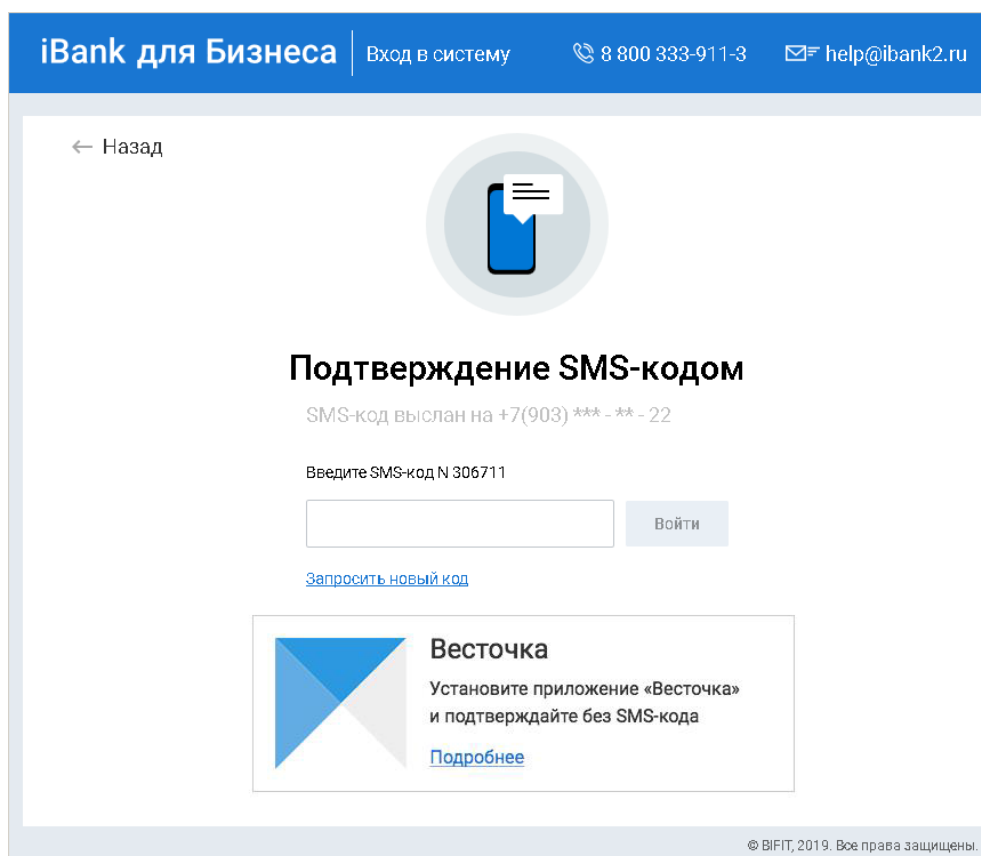 iBank для Бизнеса Вход в систему 8 800 333-911-3 help@ibank2.ru
← Назад
Подтверждение SMS-кодом
SMS-код выслан на +7(903) *** - ** - 22
Введите SMS-код N 306711
Войти
Запросить новый код
Весточка
Установите приложение «Весточка»
и подтверждайте без SMS-кода
Подробнее
© BIFIT, 2019. Все права защищены.